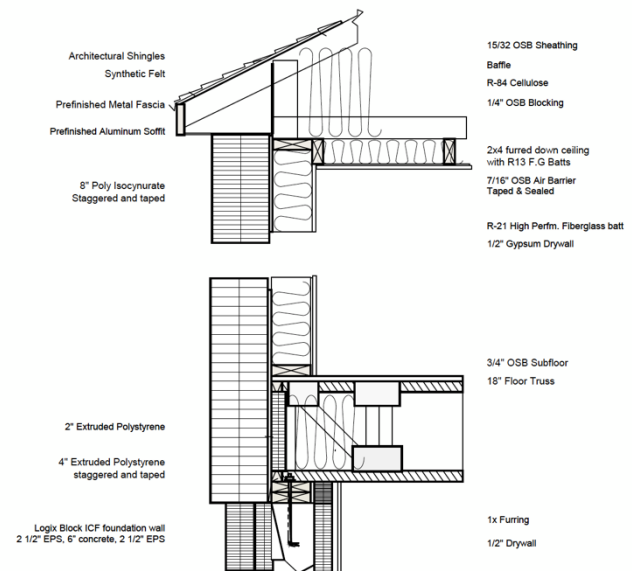 Architectural Shingles
Synthetic Felt
Prefinished Metal Fascia
Prefinished Aluminum Soffit
8" Poly Isocynurate
Staggered and taped
2" Extruded Polystyrene
4" Extruded Polystyrene
staggered and taped
Logix Block ICF foundation wall
2 1/2" EPS, 6" concrete, 2 1/2" EPS
15/32 OSB Sheathing
Baffle
R-84 Cellulose
1/4" OSB Blocking
2x4 furred down ceiling
with R13 F.G Batts
7/16" OSB Air Barrier
Taped & Sealed
R-21 High Perfm. Fiberglass batt
1/2" Gypsum Drywall
3/4" OSB Subfloor
18" Floor Truss
1x Furring
1/2" Drywall